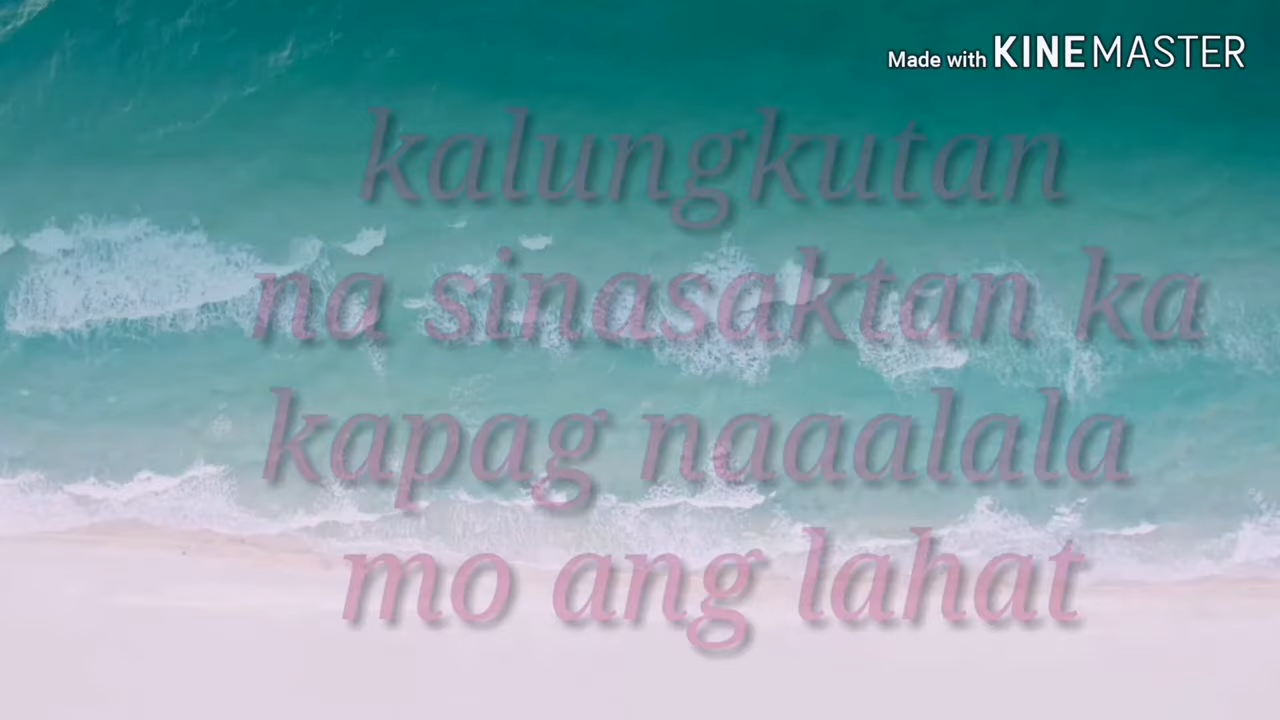 Made with KINEMASTER
kalungkutan
na sinasaktan ka
kapag naaalala
mo ang lahat